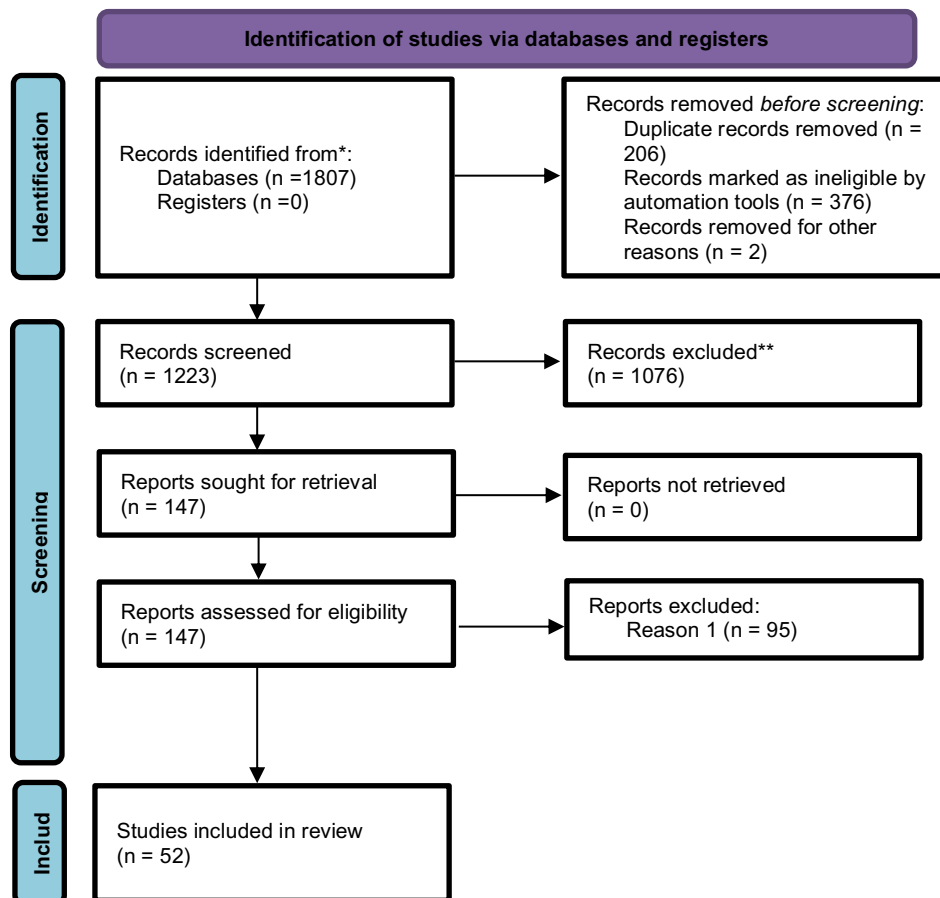 Identification of studies via databases and registers
Identification
Records identified from*:
Databases (n =1807)
Registers (n =0)
Records removed before screening:
Duplicate records removed (n =
206)
Records marked as ineligible by
automation tools (n = 376)
Records removed for other
reasons (n = 2)
Screening
Records screened
(n = 1223)
Records excluded**
(n = 1076)
Reports sought for retrieval
(n = 147)
Reports not retrieved
(n = 0)
Reports assessed for eligibility
(n = 147)
Reports excluded:
Reason 1 (n = 95)
Includ
Studies included in review
(n = 52)